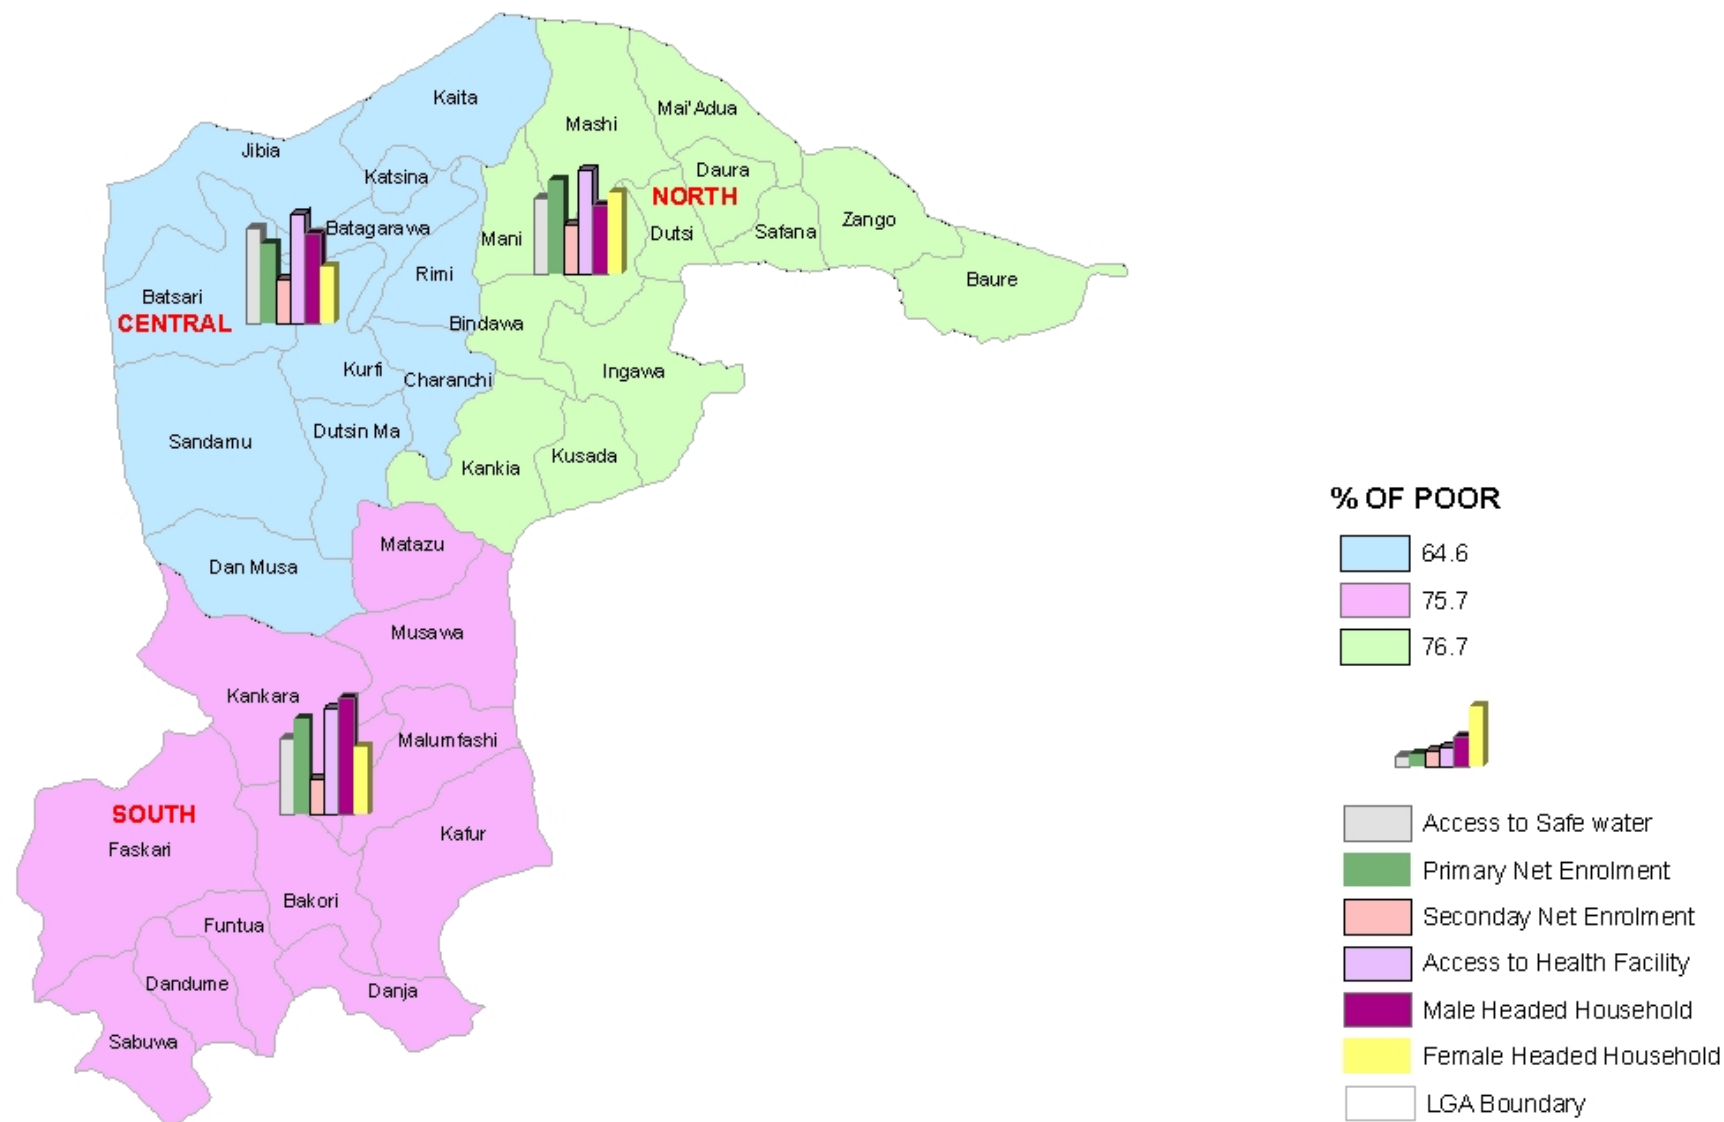 Kaita
Mai'Adua
Mashi
Jibia
Katsina
Daura
NORTH
Zango
Batagarawa
Mani
Dutsi
Safana
Rimi
Baure
Batsari
CENTRAL
Bindawa
Kurfi
Charanchi
Ingawa
Sandamu
Dutsin Ma
Kankia
Kusada
Matazu
Dan Musa
Musawa
Kankara
Malumfashi
SOUTH
Faskari
Kafur
Bakori
Funtua
Dandume
Danja
Sabuwa
% OF POOR
64.6
75.7
76.7
Access to Safe water
Primary Net Enrolment
Seconday Net Enrolment
Access to Health Facility
Male Headed Household
Female Headed Household
LGA Boundary